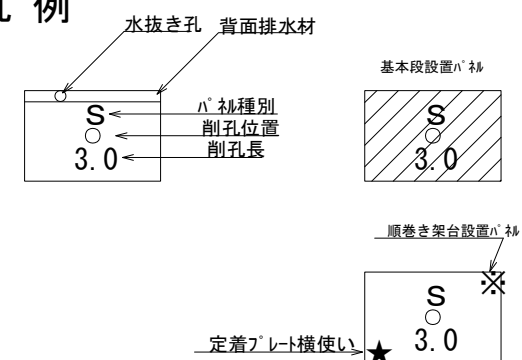 凡 例
水抜き孔 背面排水材
S
パネル種別
削孔位置
3.0
削孔長
基本段設置パネル
S
3.0
順巻き架台設置パネル
※
S
3.0
定着プレート横使い
★